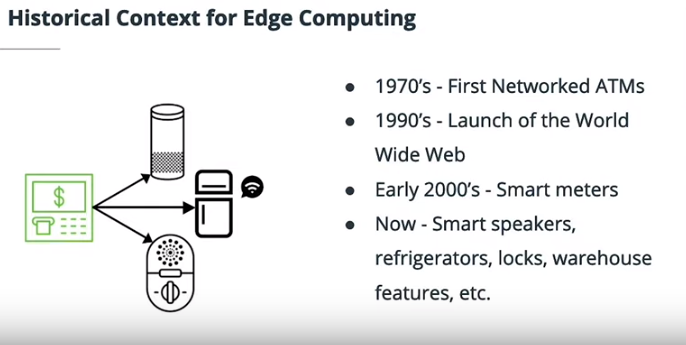 Historical Context for Edge Computing
$
● 1970’s - First Networked ATMs
● 1990’s - Launch of the World
Wide Web
● Early 2000’s - Smart meters
● Now - Smart speakers,
refrigerators, locks, warehouse
features, etc.